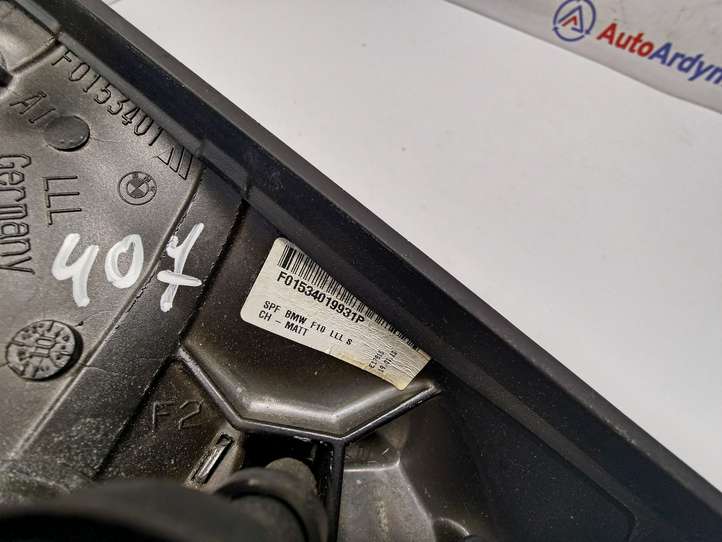 AutoArdym
F0153401
A1
LLL
Germany
407
F01534019931P
SPF BMW F10 LLL S
CH - MATT
F2